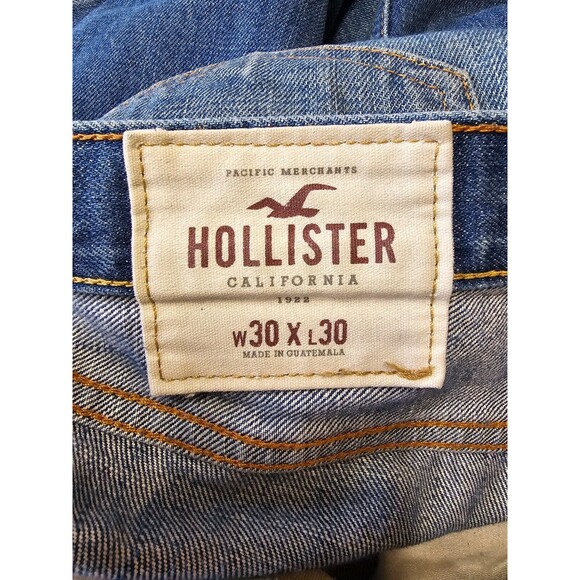 PACIFIC MERCHANTS
HOLLISTER
CALIFORNIA
1922
W30 X L30
MADE IN GUATEMALA